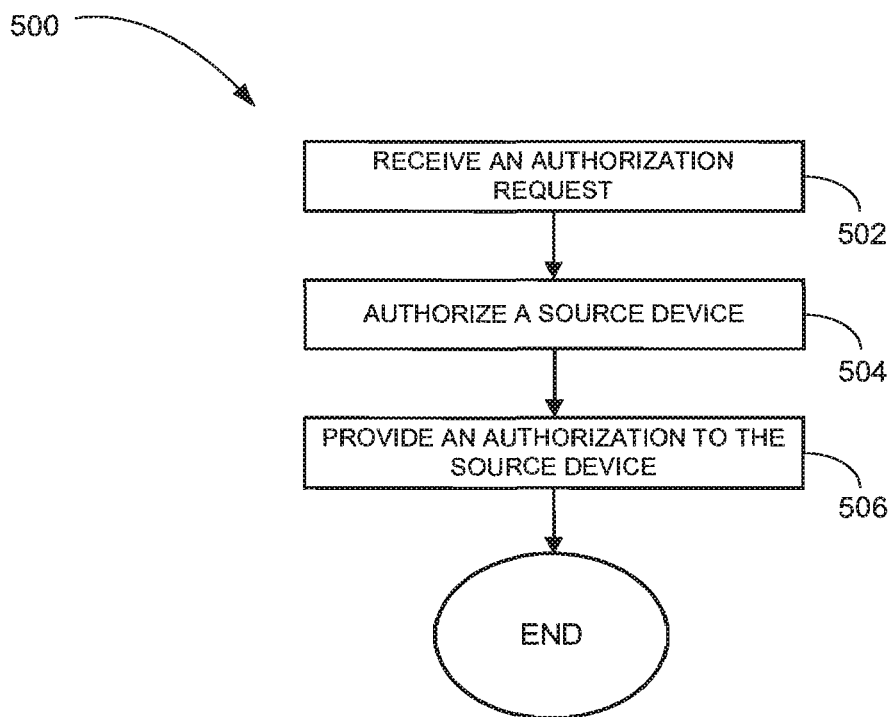 500
RECEIVE AN AUTHORIZATION
REQUEST
502
AUTHORIZE A SOURCE DEVICE
504
PROVIDE AN AUTHORIZATION TO THE
SOURCE DEVICE
506
END